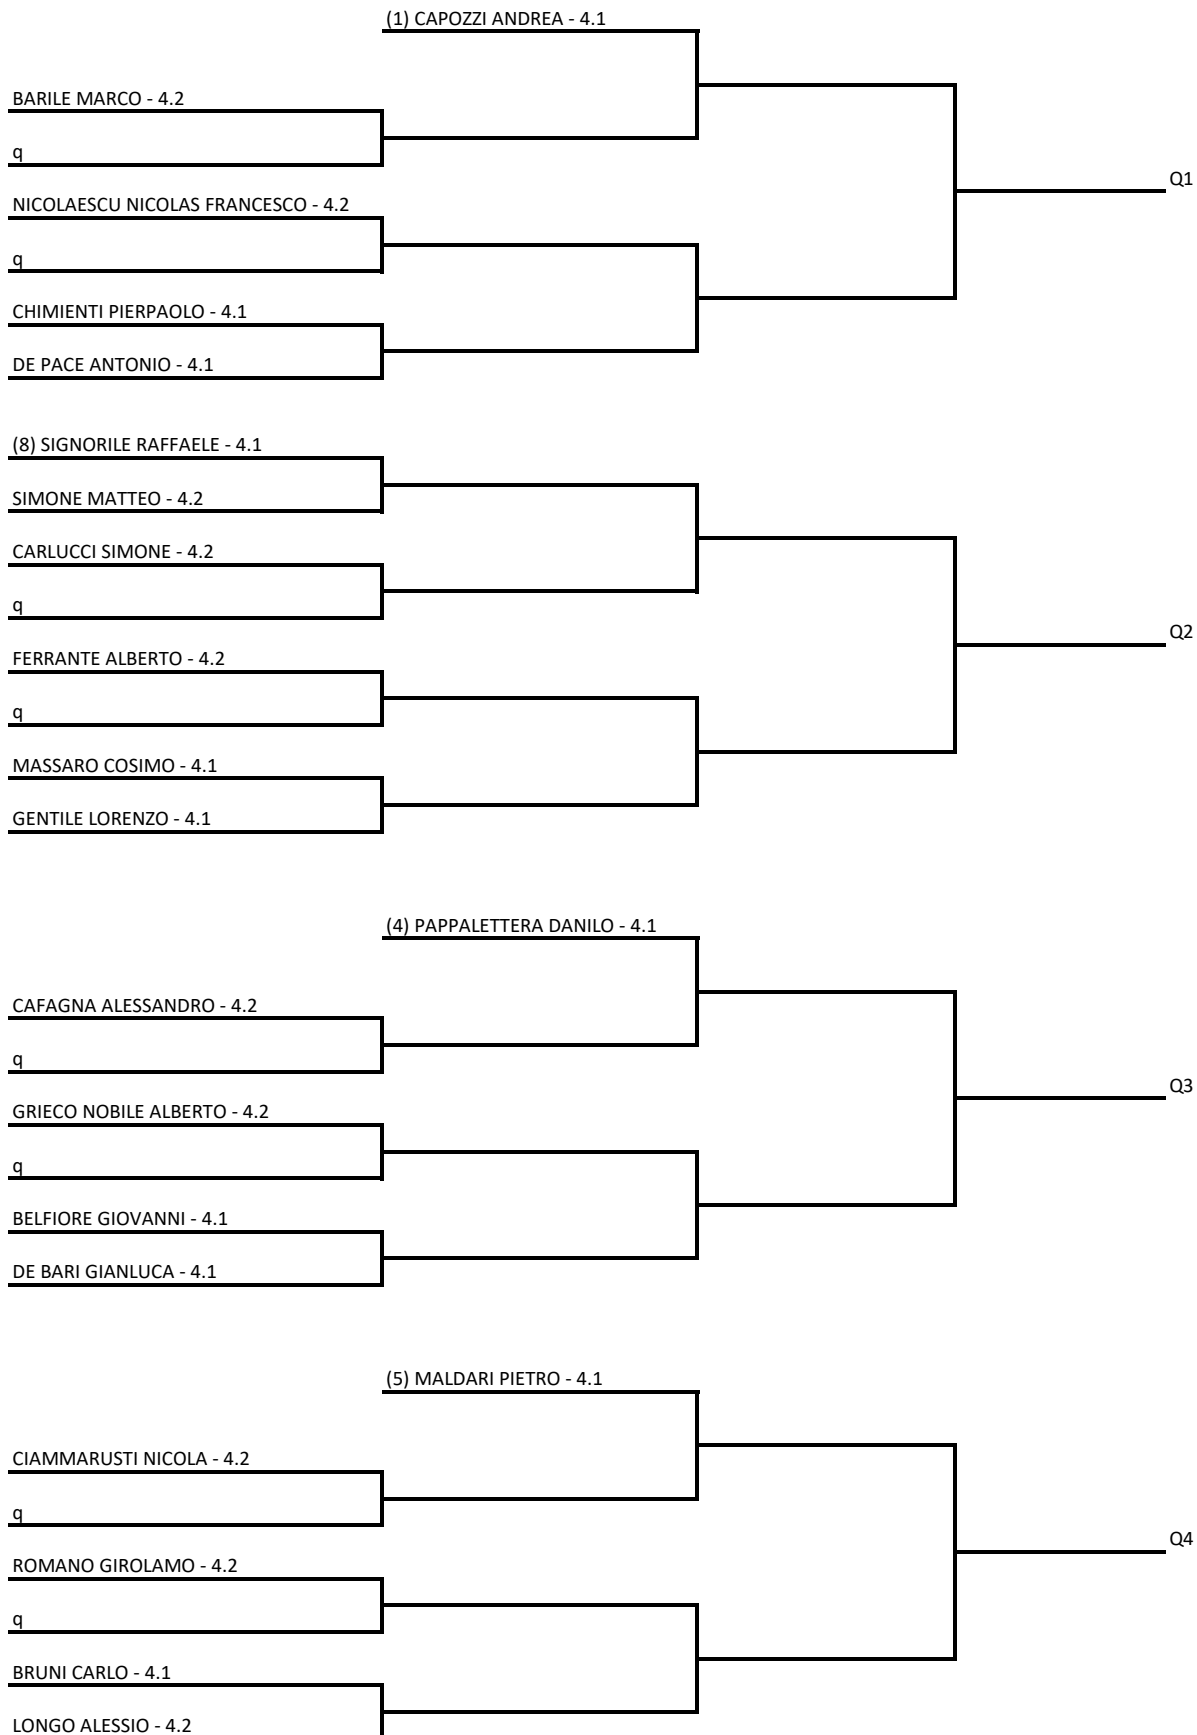 (1) CAPOZZI ANDREA - 4.1
BARILE MARCO - 4.2
q
Q1
NICOLAESCU NICOLAS FRANCESCO - 4.2
q
CHIMIENTI PIERPAOLO - 4.1
DE PACE ANTONIO - 4.1
(8) SIGNORILE RAFFAELE - 4.1
SIMONE MATTEO - 4.2
CARLUCCI SIMONE - 4.2
q
Q2
FERRANTE ALBERTO - 4.2
q
MASSARO COSIMO - 4.1
GENTILE LORENZO - 4.1
(4) PAPPALETTERA DANILO - 4.1
CAFAGNA ALESSANDRO - 4.2
q
Q3
GRIECO NOBILE ALBERTO - 4.2
q
BELFIORE GIOVANNI - 4.1
DE BARI GIANLUCA - 4.1
(5) MALDARI PIETRO - 4.1
CIAMMARUSTI NICOLA - 4.2
q
Q4
ROMANO GIROLAMO - 4.2
q
BRUNI CARLO - 4.1
LONGO ALESSIO - 4.2